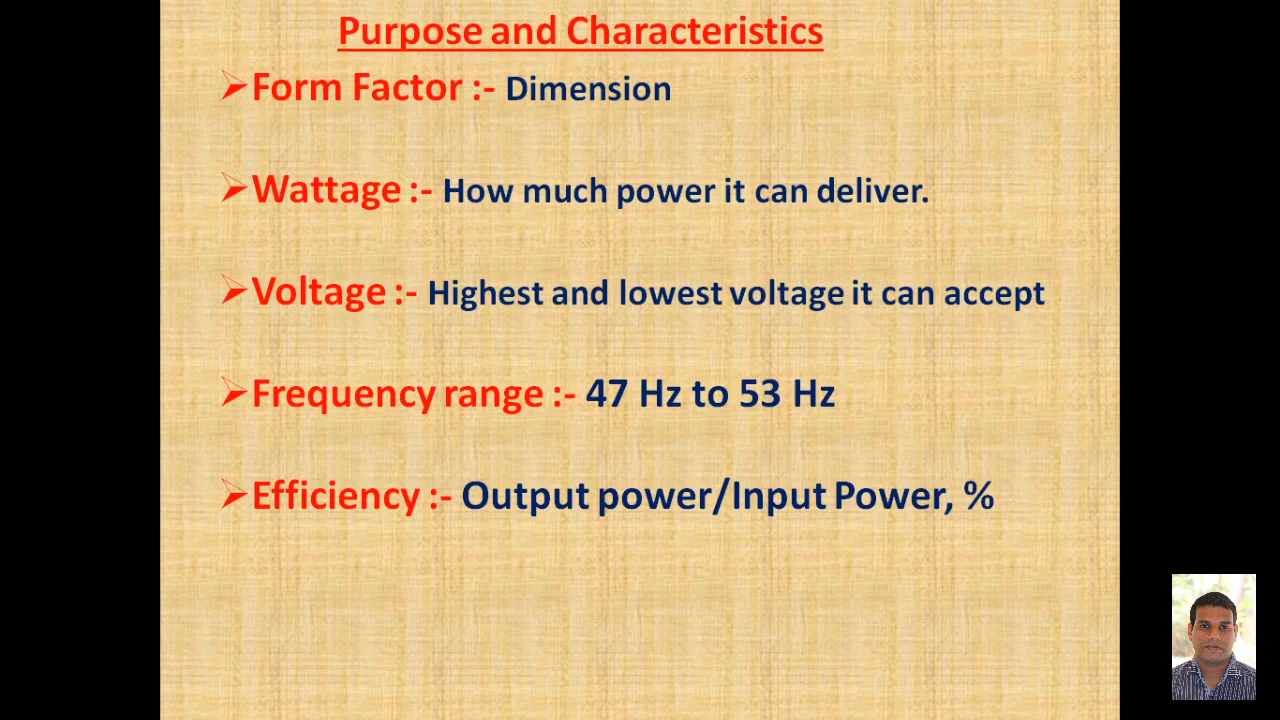 Purpose and Characteristics
Form Factor :- Dimension
Wattage :- How much power it can deliver.
Voltage :- Highest and lowest voltage it can accept
Frequency range :- 47 Hz to 53 Hz
Efficiency :- Output power/Input Power, %